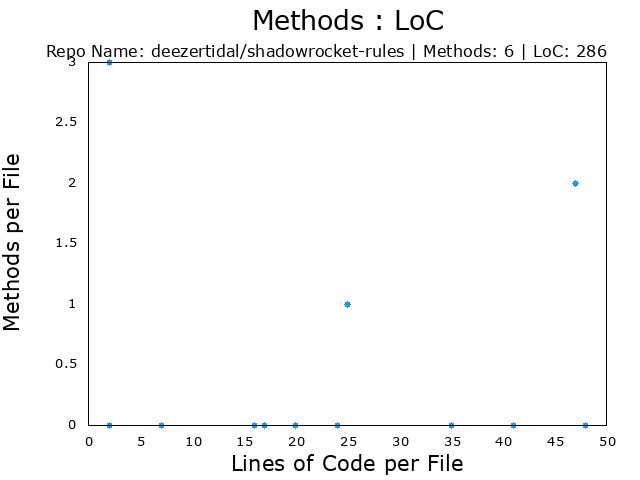 Methods : LoC
Repo Name: deezertidal/shadowrocket-rules | Methods: 6 | LoC: 286
3
2.5
2
1.5
1
0.5
0
Methods per File
0 5 10 15 20 25 30 35 40 45 50
Lines of Code per File